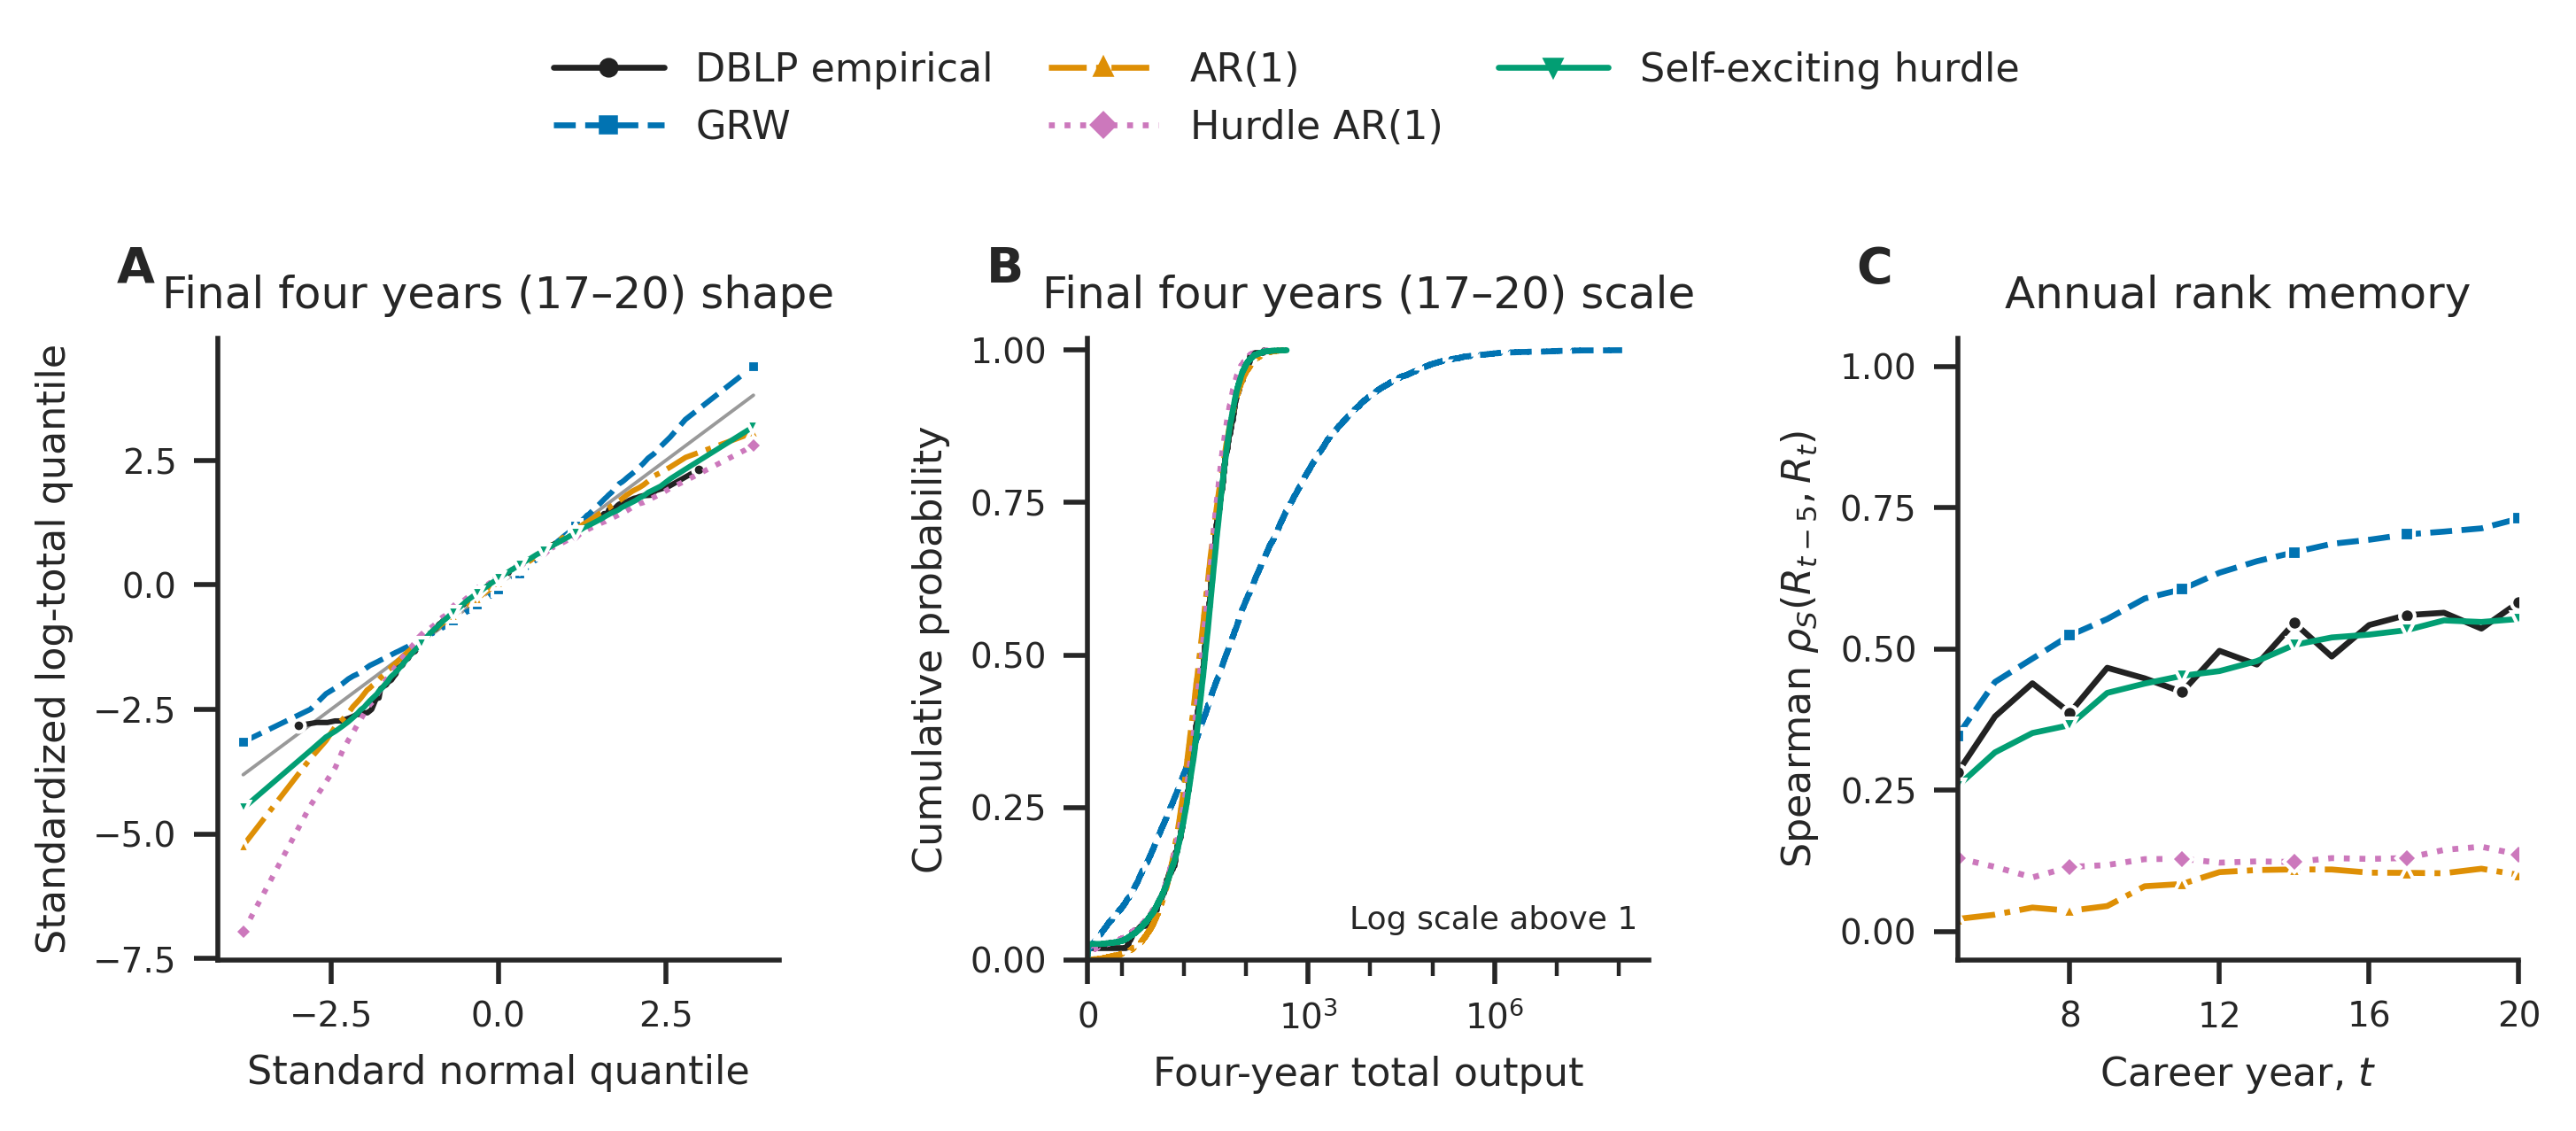 DBLP empirical
GRW
AR(1)
Hurdle AR(1)
Self-exciting hurdle
A
Final four years (17–20) shape
Standardized log-total quantile
2.5
0.0
−2.5
−5.0
−7.5
−2.5
0.0
2.5
Standard normal quantile
B
Final four years (17–20) scale
Cumulative probability
1.00
0.75
0.50
0.25
0.00
Log scale above 1
0
10³
10⁶
Four-year total output
C
Annual rank memory
Spearman ρ_S(R_{t−5}, R_t)
1.00
0.75
0.50
0.25
0.00
8
12
16
20
Career year, t